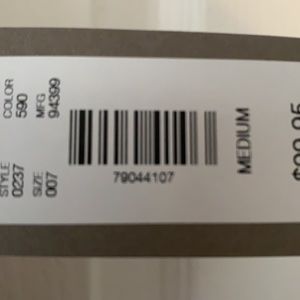 STYLE COLOR
0237 590
SIZE MFG
007 94399
79044107
MEDIUM